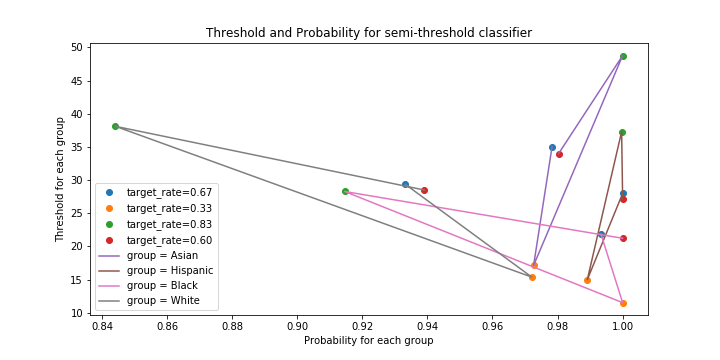 Threshold and Probability for semi-threshold classifier
50
45
40
35
30
25
20
15
10
Threshold for each group
target_rate=0.67
target_rate=0.33
target_rate=0.83
target_rate=0.60
group = Asian
group = Hispanic
group = Black
group = White
0.84 0.86 0.88 0.90 0.92 0.94 0.96 0.98 1.00
Probability for each group